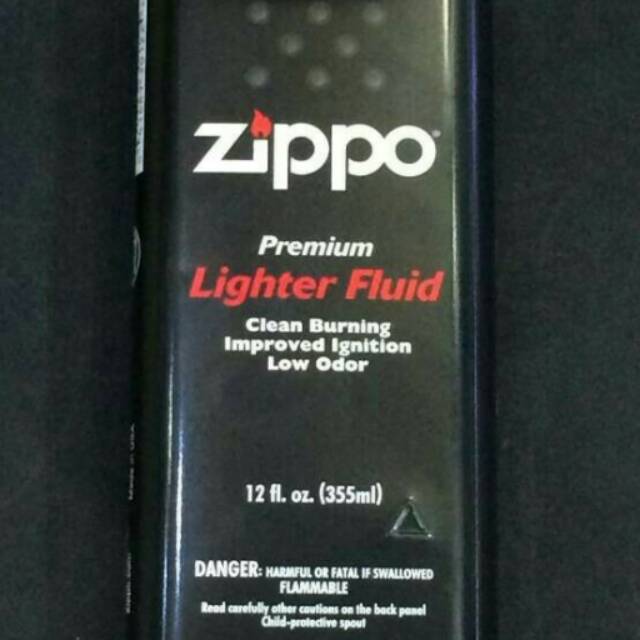 zippo
Premium
Lighter Fluid
Clean Burning
Improved Ignition
Low Odor
12 fl. oz. (355ml)
DANGER: HARMFUL OR FATAL IF SWALLOWED
FLAMMABLE
Read carefully other cautions on the back panel
Child-protective spout